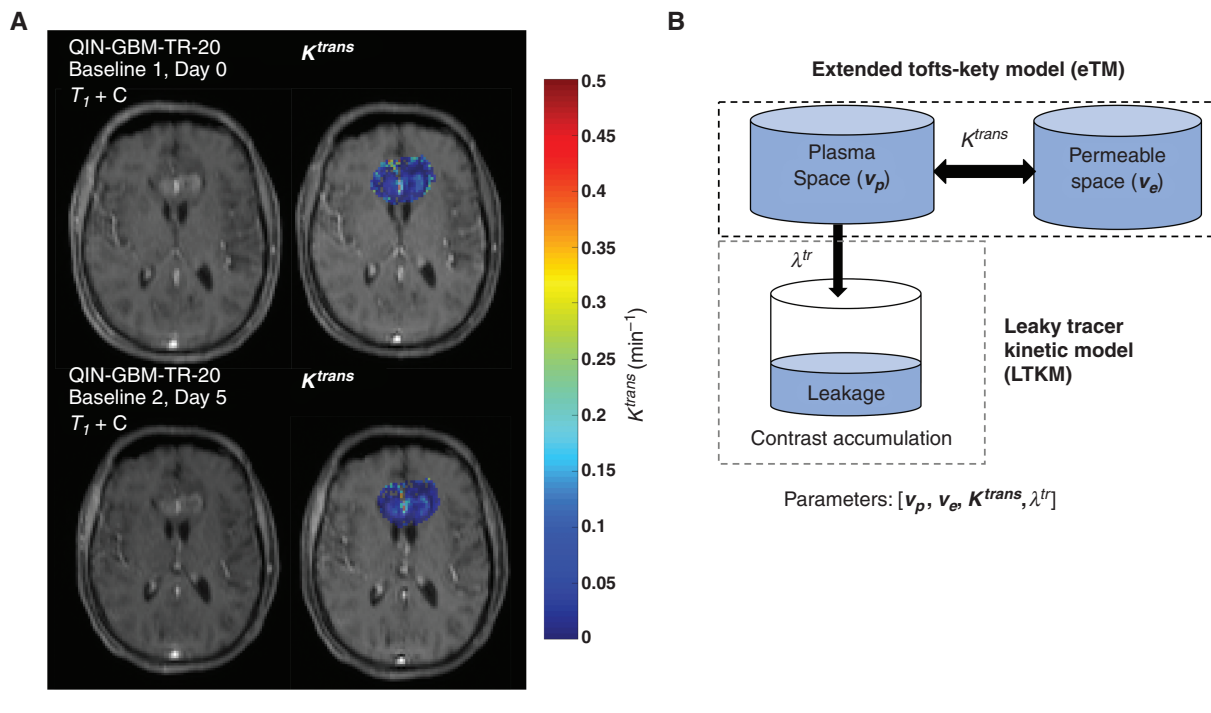 A
QIN-GBM-TR-20
Baseline 1, Day 0
T₁ + C
Kᵗʳᵃⁿˢ
QIN-GBM-TR-20
Baseline 2, Day 5
T₁ + C
Kᵗʳᵃⁿˢ
0.5
0.45
0.4
0.35
0.3
0.25
0.2
0.15
0.1
0.05
0
Kᵗʳᵃⁿˢ (min⁻¹)
B
Extended tofts-kety model (eTM)
Plasma
Space (vₚ)
Kᵗʳᵃⁿˢ
Permeable
space (vₑ)
λᵗʳ
Leakage
Contrast accumulation
Leaky tracer
kinetic model
(LTKM)
Parameters: [vₚ, vₑ, Kᵗʳᵃⁿˢ, λᵗʳ]